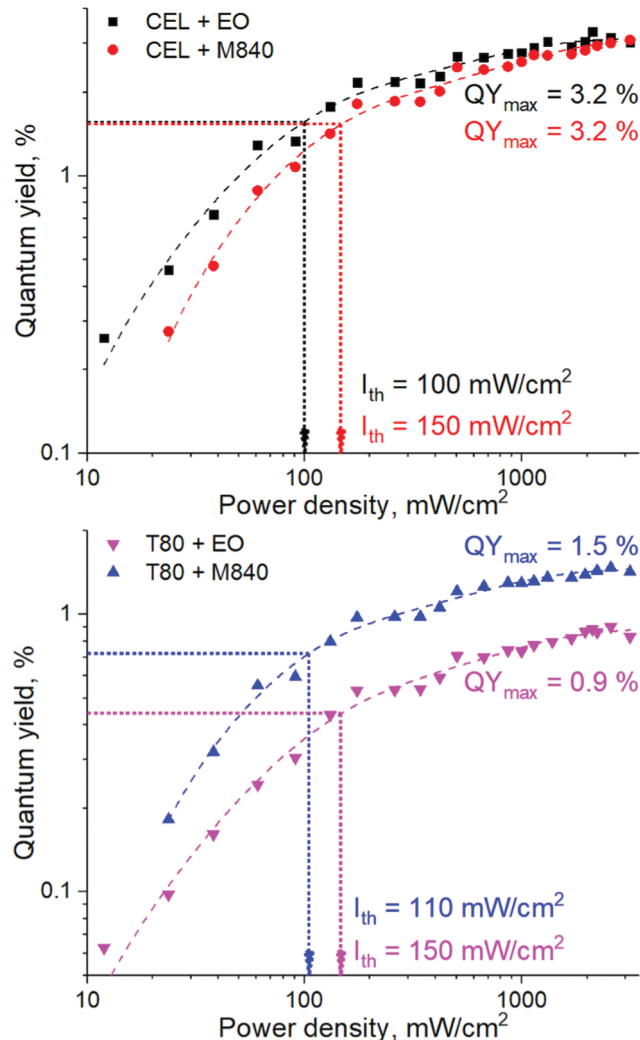 CEL + EO
CEL + M840
QYmax = 3.2 %
QYmax = 3.2 %
Ith = 100 mW/cm²
Ith = 150 mW/cm²
Quantum yield, %
1
0.1
10
100
1000
Power density, mW/cm²
T80 + EO
T80 + M840
QYmax = 1.5 %
QYmax = 0.9 %
Ith = 110 mW/cm²
Ith = 150 mW/cm²
Quantum yield, %
1
0.1
10
100
1000
Power density, mW/cm²